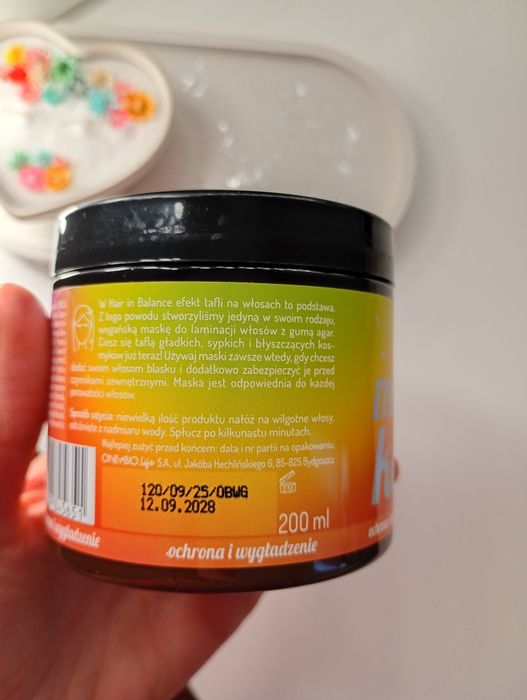 W Hair in Balance efekt tafli na włosach to podstawa.
Z tego powodu stworzyliśmy jedyną w swoim rodzaju,
wegańską maskę do laminacji włosów z gumą agar.
Ciesz się taflą gładkich, sypkich i błyszczących kos-
myków już teraz! Używaj maski zawsze wtedy, gdy chcesz
dodać swoim włosom blasku i dodatkowo zabezpieczyć je przed
czynnikami zewnętrznymi. Maska jest odpowiednia do każdej
porowatości włosów.
Sposób użycia: niewielką ilość produktu nałóż na wilgotne włosy,
odciśnięte z nadmiaru wody. Spłucz po kilkunastu minutach.
Najlepiej zużyć przed końcem: data i nr partii na opakowaniu.
ONLYBIO.life S.A. ul. Jakóba Hechlińskiego 6, 85-825 Bydgoszcz
120/09/25/OBWG
12.09.2028
200 ml
ochrona i wygładzenie